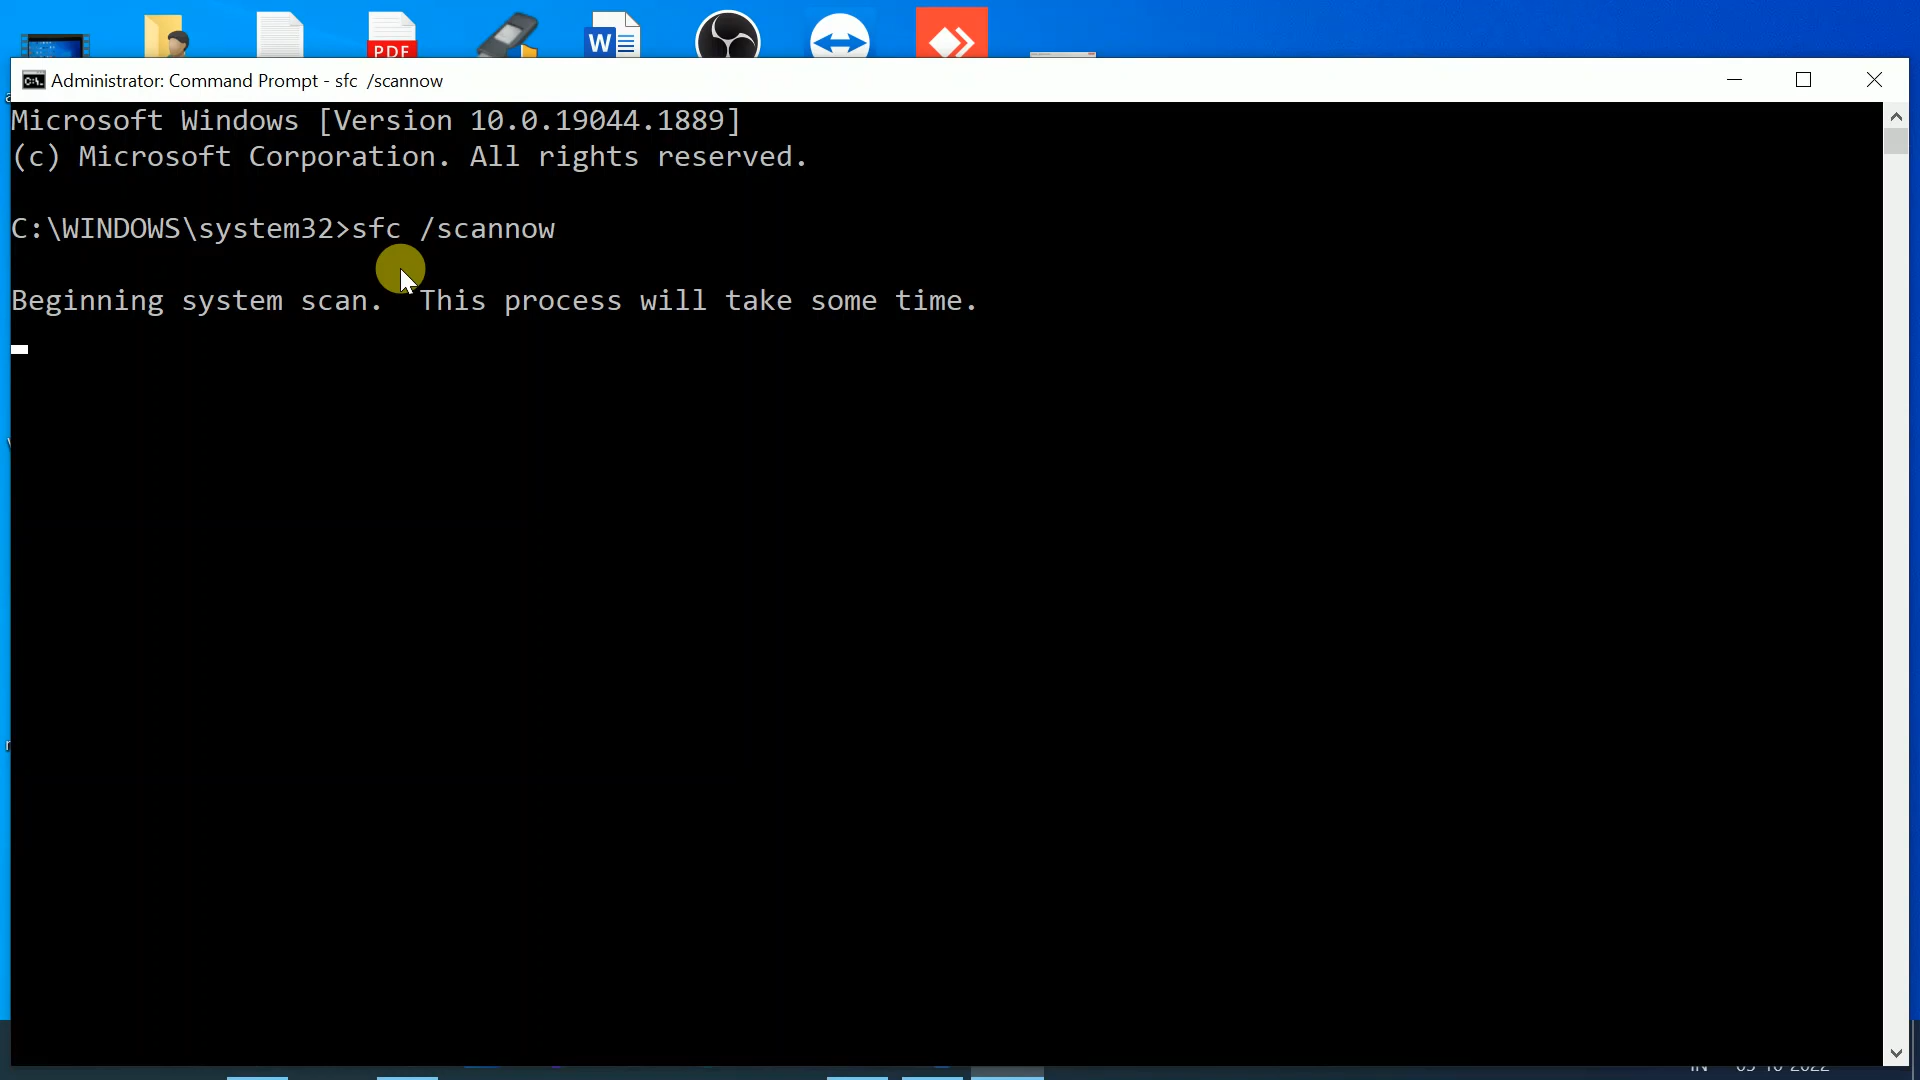 PDF
W
Administrator: Command Prompt - sfc  /scannow
Microsoft Windows [Version 10.0.19044.1889]
(c) Microsoft Corporation. All rights reserved.
C:\WINDOWS\system32>sfc /scannow
Beginning system scan.  This process will take some time.